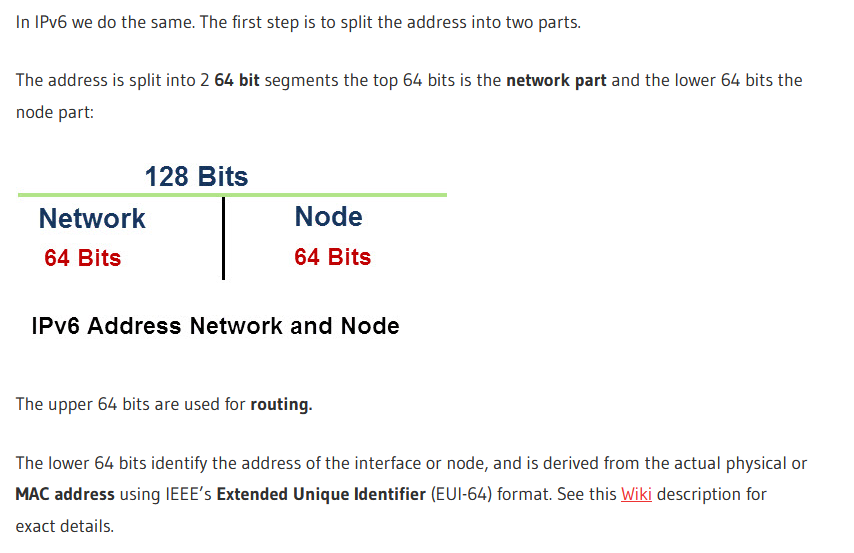 In IPv6 we do the same. The first step is to split the address into two parts.
The address is split into 2 64 bit segments the top 64 bits is the network part and the lower 64 bits the
node part:
128 Bits
Network
Node
64 Bits
64 Bits
IPv6 Address Network and Node
The upper 64 bits are used for routing.
The lower 64 bits identify the address of the interface or node, and is derived from the actual physical or
MAC address using IEEE’s Extended Unique Identifier (EUI-64) format. See this Wiki description for
exact details.